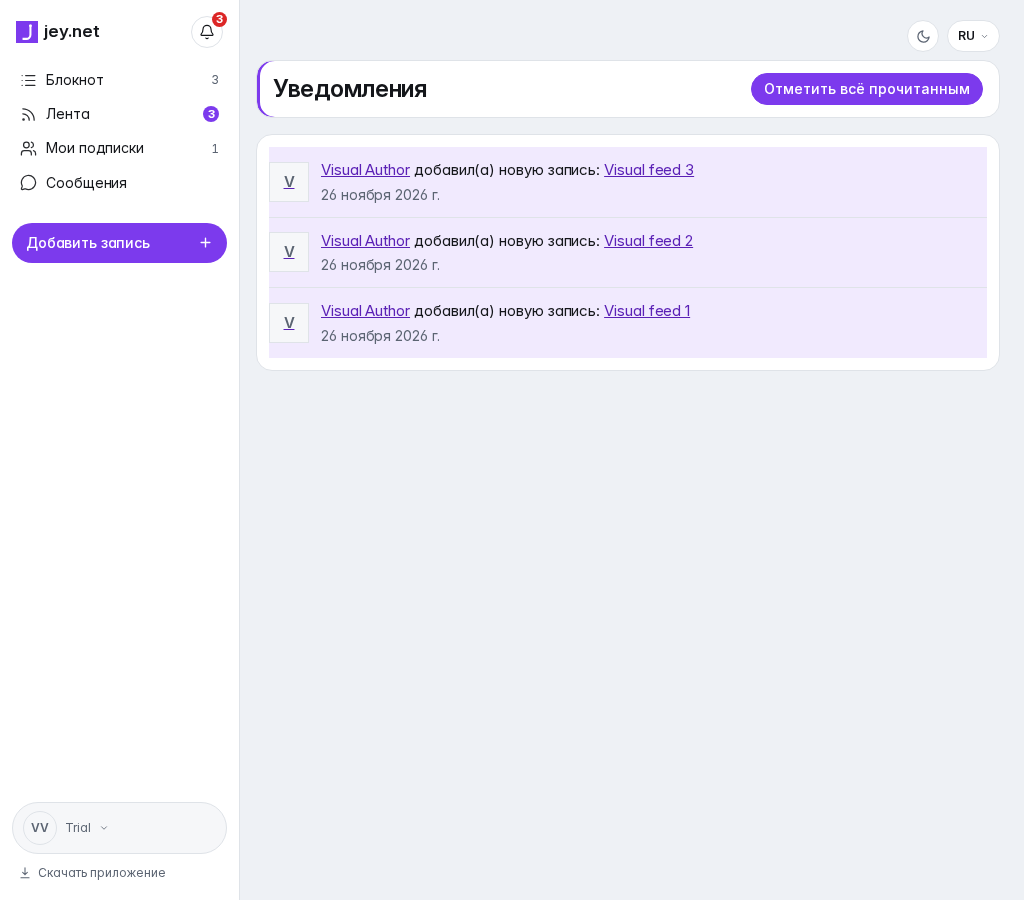 jey.net
3
Блокнот 3
Лента 3
Мои подписки 1
Сообщения
Добавить запись +
VV Trial
Скачать приложение
RU
Уведомления
Отметить всё прочитанным
V
Visual Author добавил(а) новую запись: Visual feed 3
26 ноября 2026 г.
V
Visual Author добавил(а) новую запись: Visual feed 2
26 ноября 2026 г.
V
Visual Author добавил(а) новую запись: Visual feed 1
26 ноября 2026 г.